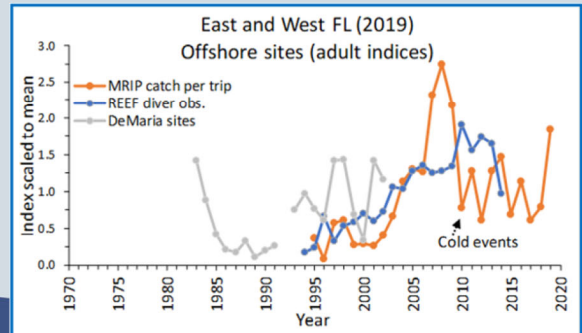 East and West FL (2019)
Offshore sites (adult indices)
MRIP catch per trip
REEF diver obs.
DeMaria sites
Index scaled to mean
3.0
2.5
2.0
1.5
1.0
0.5
0.0
Cold events
1970 1975 1980 1985 1990 1995 2000 2005 2010 2015 2020
Year